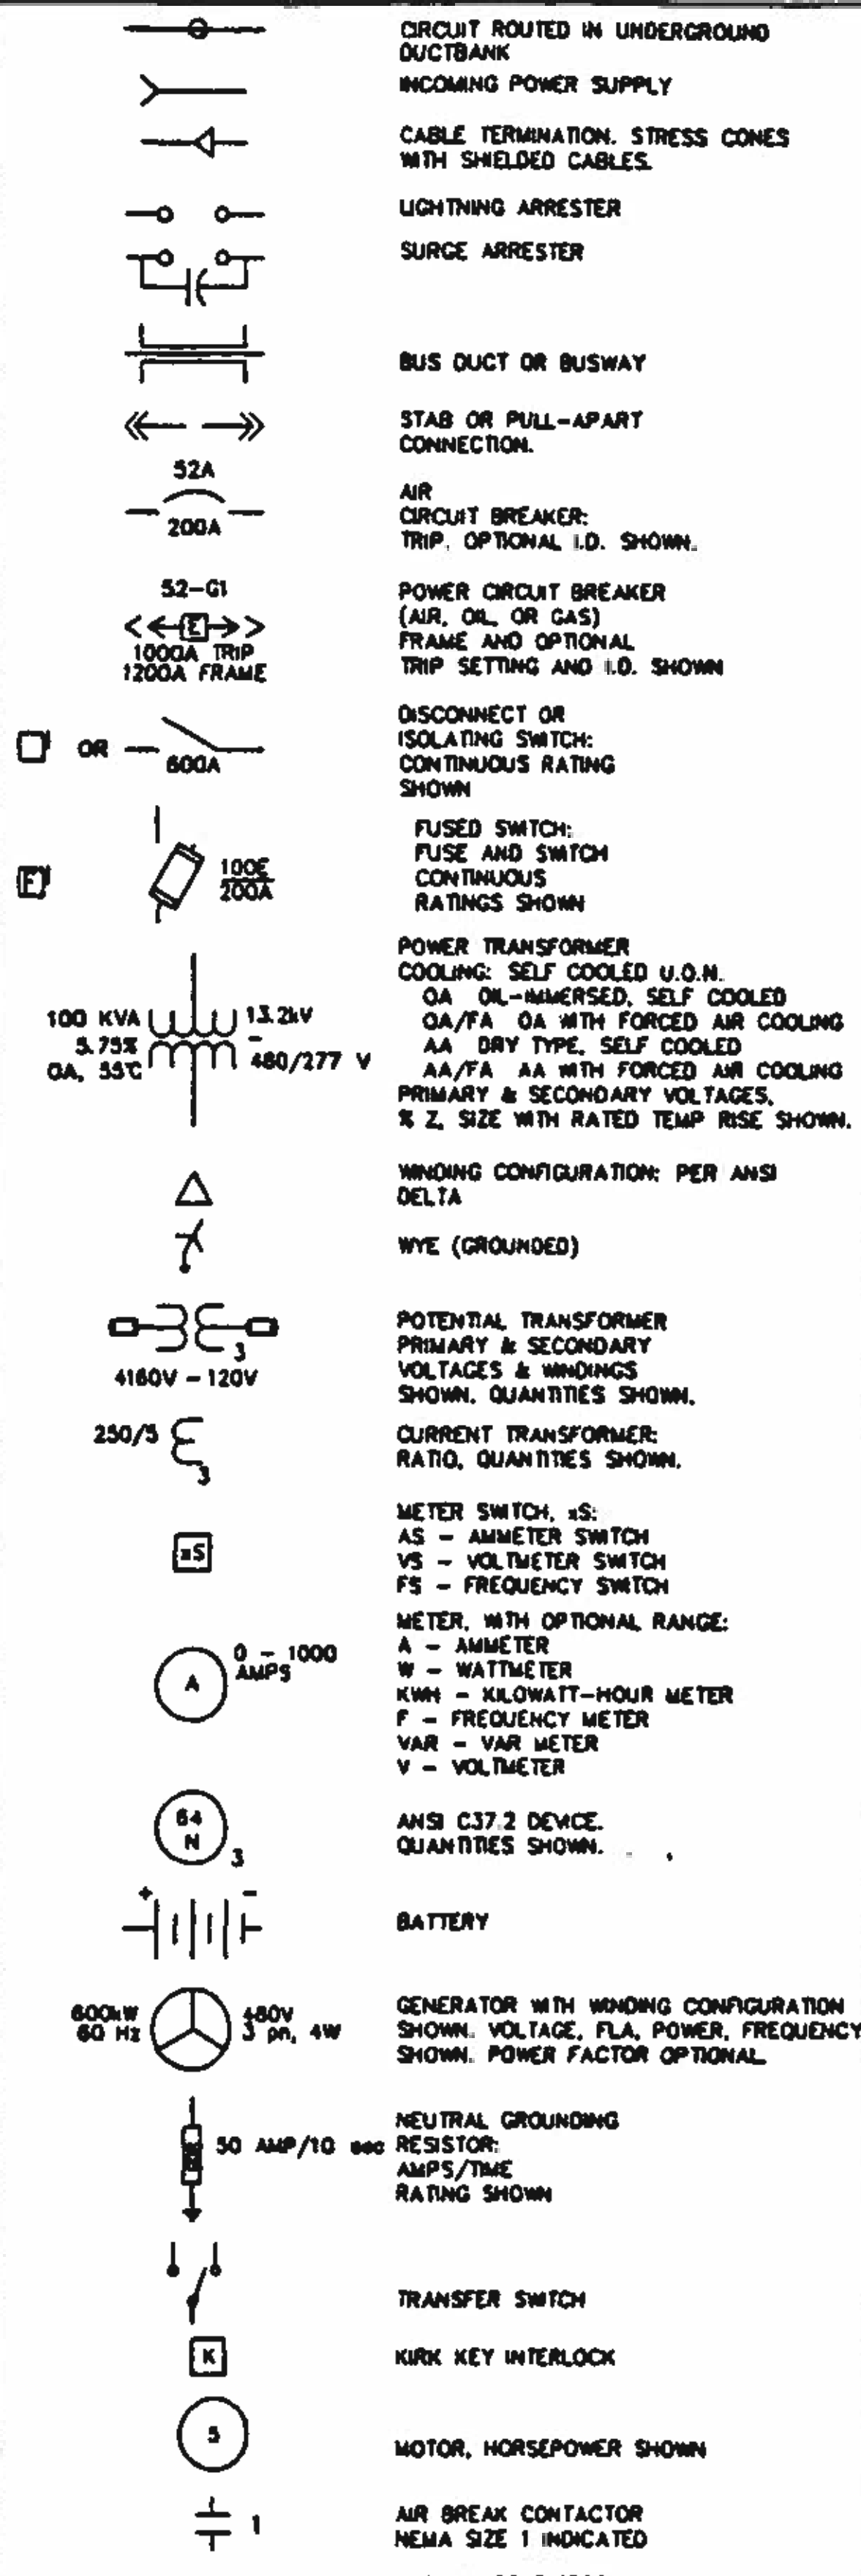 CIRCUIT ROUTED IN UNDERGROUND
DUCTBANK
INCOMING POWER SUPPLY
CABLE TERMINATION. STRESS CONES
WITH SHIELDED CABLES.
LIGHTNING ARRESTER
SURGE ARRESTER
BUS DUCT OR BUSWAY
STAB OR PULL-APART
CONNECTION.
52A
200A
AIR
CIRCUIT BREAKER:
TRIP, OPTIONAL I.D. SHOWN.
52-G1
1000A TRIP
1200A FRAME
POWER CIRCUIT BREAKER
(AIR, OIL, OR GAS)
FRAME AND OPTIONAL
TRIP SETTING AND I.D. SHOWN
OR
600A
DISCONNECT OR
ISOLATING SWITCH:
CONTINUOUS RATING
SHOWN
F
100E
200A
FUSED SWITCH:
FUSE AND SWITCH
CONTINUOUS
RATINGS SHOWN
100 KVA
5.75%
OA, 55°C
13.2kV
-
480/277 V
POWER TRANSFORMER
COOLING: SELF COOLED U.O.N.
OA OIL-IMMERSED, SELF COOLED
OA/FA OA WITH FORCED AIR COOLING
AA DRY TYPE, SELF COOLED
AA/FA AA WITH FORCED AIR COOLING
PRIMARY & SECONDARY VOLTAGES,
% Z, SIZE WITH RATED TEMP RISE SHOWN.
WINDING CONFIGURATION: PER ANSI
DELTA
WYE (GROUNDED)
3
4160V - 120V
POTENTIAL TRANSFORMER
PRIMARY & SECONDARY
VOLTAGES & WINDINGS
SHOWN. QUANTITIES SHOWN.
250/5
3
CURRENT TRANSFORMER:
RATIO, QUANTITIES SHOWN.
xS
METER SWITCH, xS:
AS - AMMETER SWITCH
VS - VOLTMETER SWITCH
FS - FREQUENCY SWITCH
A
0 - 1000
AMPS
METER, WITH OPTIONAL RANGE:
A - AMMETER
W - WATTMETER
KWH - KILOWATT-HOUR METER
F - FREQUENCY METER
VAR - VAR METER
V - VOLTMETER
64
N
3
ANSI C37.2 DEVICE.
QUANTITIES SHOWN.
+ -
BATTERY
600kW
60 Hz
480V
3 ph, 4W
GENERATOR WITH WINDING CONFIGURATION
SHOWN. VOLTAGE, FLA, POWER, FREQUENCY
SHOWN. POWER FACTOR OPTIONAL
50 AMP/10 sec
NEUTRAL GROUNDING
RESISTOR:
AMPS/TIME
RATING SHOWN
TRANSFER SWITCH
K
KIRK KEY INTERLOCK
5
MOTOR, HORSEPOWER SHOWN
1
AIR BREAK CONTACTOR
NEMA SIZE 1 INDICATED